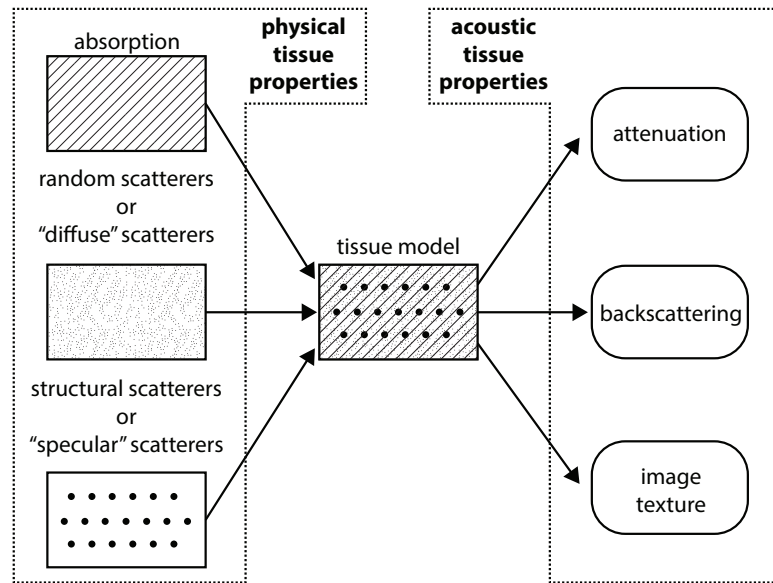 absorption
physical
tissue
properties
random scatterers
or
“diffuse” scatterers
structural scatterers
or
“specular” scatterers
tissue model
acoustic
tissue
properties
attenuation
backscattering
image
texture